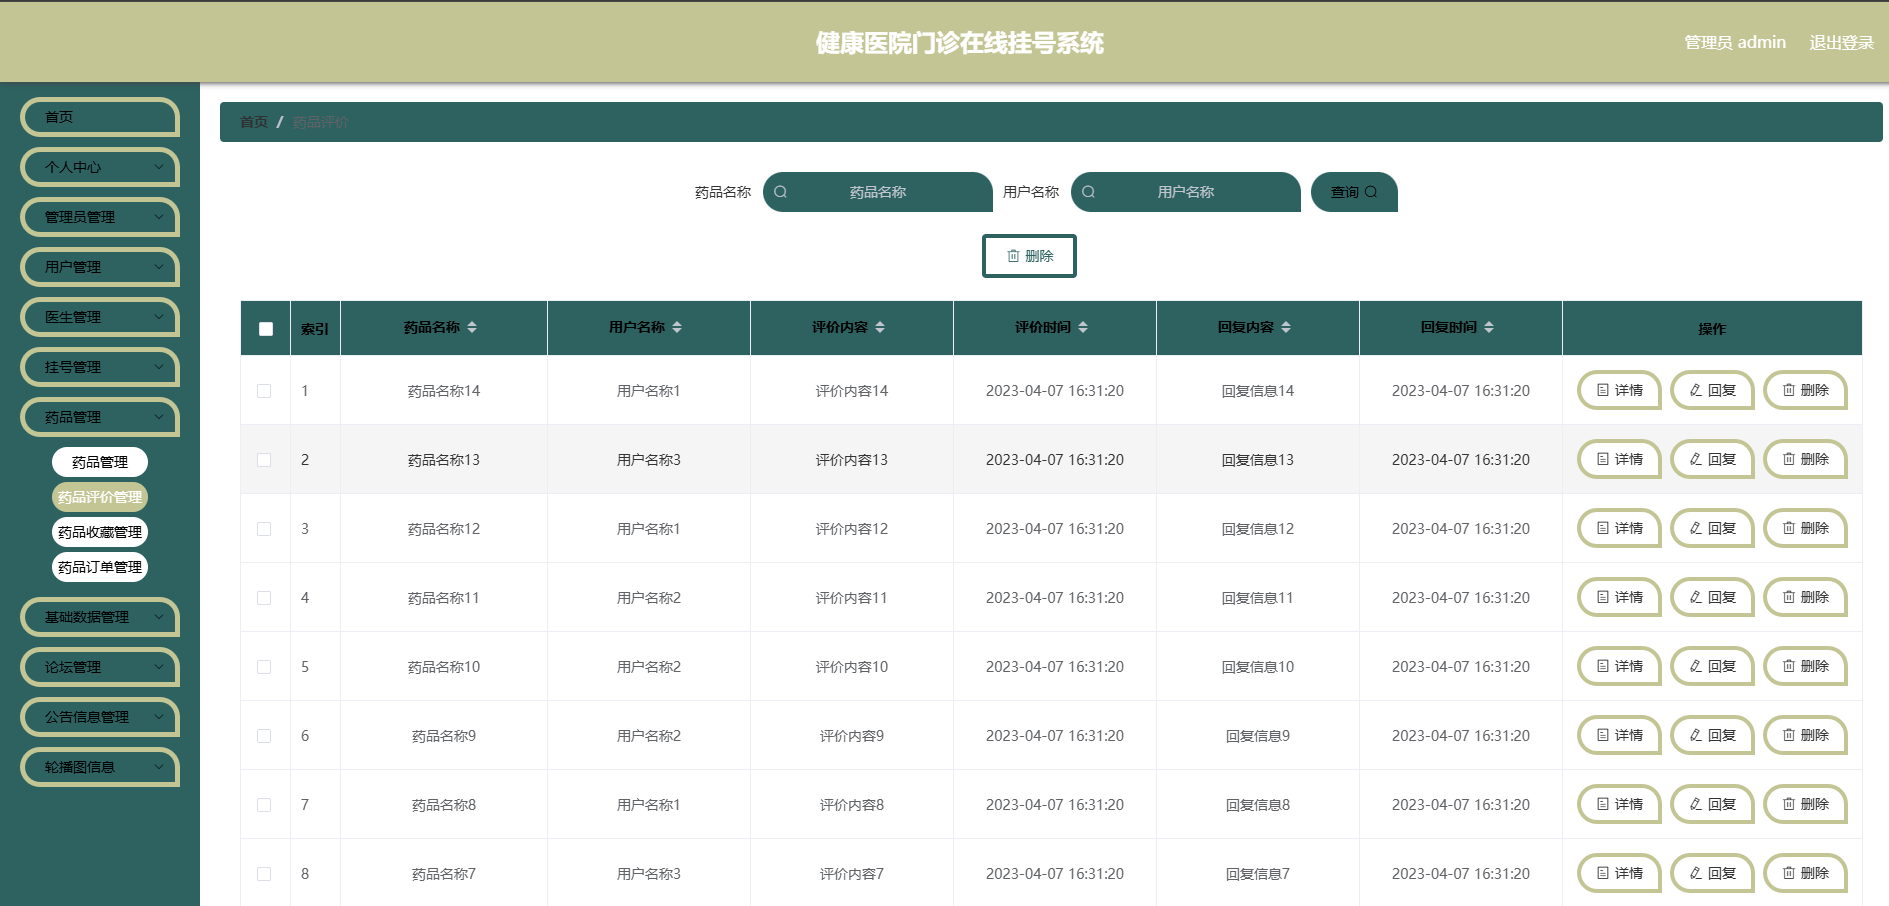 健康医院门诊在线挂号系统
管理员 admin 退出登录
首页
个人中心
管理员管理
用户管理
医生管理
挂号管理
药品管理
药品管理
药品评价管理
药品收藏管理
药品订单管理
基础数据管理
论坛管理
公告信息管理
轮播图信息
首页 / 药品评价
药品名称 药品名称 用户名称 用户名称 查询
删除
索引 药品名称 用户名称 评价内容 评价时间 回复内容 回复时间 操作
1 药品名称14 用户名称1 评价内容14 2023-04-07 16:31:20 回复信息14 2023-04-07 16:31:20 详情 回复 删除
2 药品名称13 用户名称3 评价内容13 2023-04-07 16:31:20 回复信息13 2023-04-07 16:31:20 详情 回复 删除
3 药品名称12 用户名称1 评价内容12 2023-04-07 16:31:20 回复信息12 2023-04-07 16:31:20 详情 回复 删除
4 药品名称11 用户名称2 评价内容11 2023-04-07 16:31:20 回复信息11 2023-04-07 16:31:20 详情 回复 删除
5 药品名称10 用户名称2 评价内容10 2023-04-07 16:31:20 回复信息10 2023-04-07 16:31:20 详情 回复 删除
6 药品名称9 用户名称2 评价内容9 2023-04-07 16:31:20 回复信息9 2023-04-07 16:31:20 详情 回复 删除
7 药品名称8 用户名称1 评价内容8 2023-04-07 16:31:20 回复信息8 2023-04-07 16:31:20 详情 回复 删除
8 药品名称7 用户名称3 评价内容7 2023-04-07 16:31:20 回复信息7 2023-04-07 16:31:20 详情 回复 删除